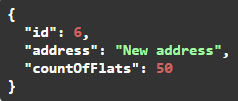 {
  "id": 6,
  "address": "New address",
  "countOfFlats": 50
}